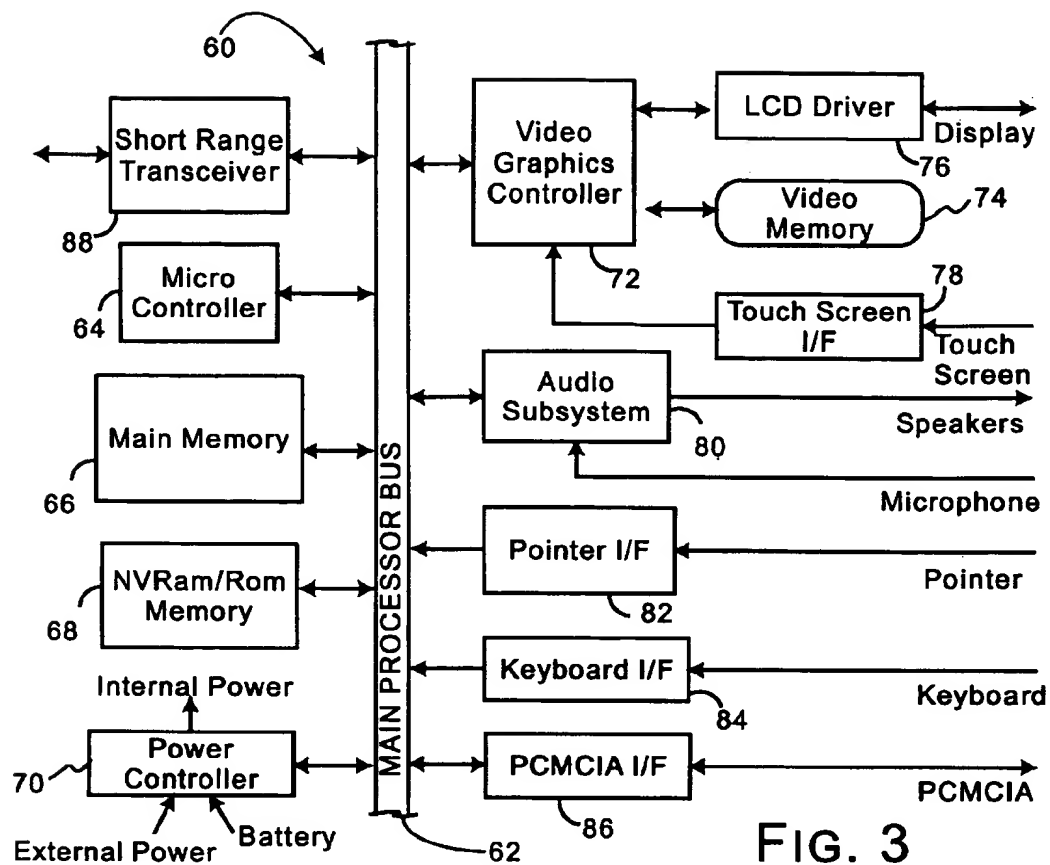 60
Short Range
Transceiver
88
Micro
Controller
64
Main Memory
66
NVRam/Rom
Memory
68
Internal Power
Power
Controller
70
External Power
Battery
MAIN PROCESSOR BUS
62
Video
Graphics
Controller
72
LCD Driver
76
Display
Video
Memory
74
78
Touch Screen
I/F
Touch
Screen
Audio
Subsystem
80
Speakers
Microphone
Pointer I/F
82
Pointer
Keyboard I/F
84
Keyboard
PCMCIA I/F
86
PCMCIA
FIG. 3